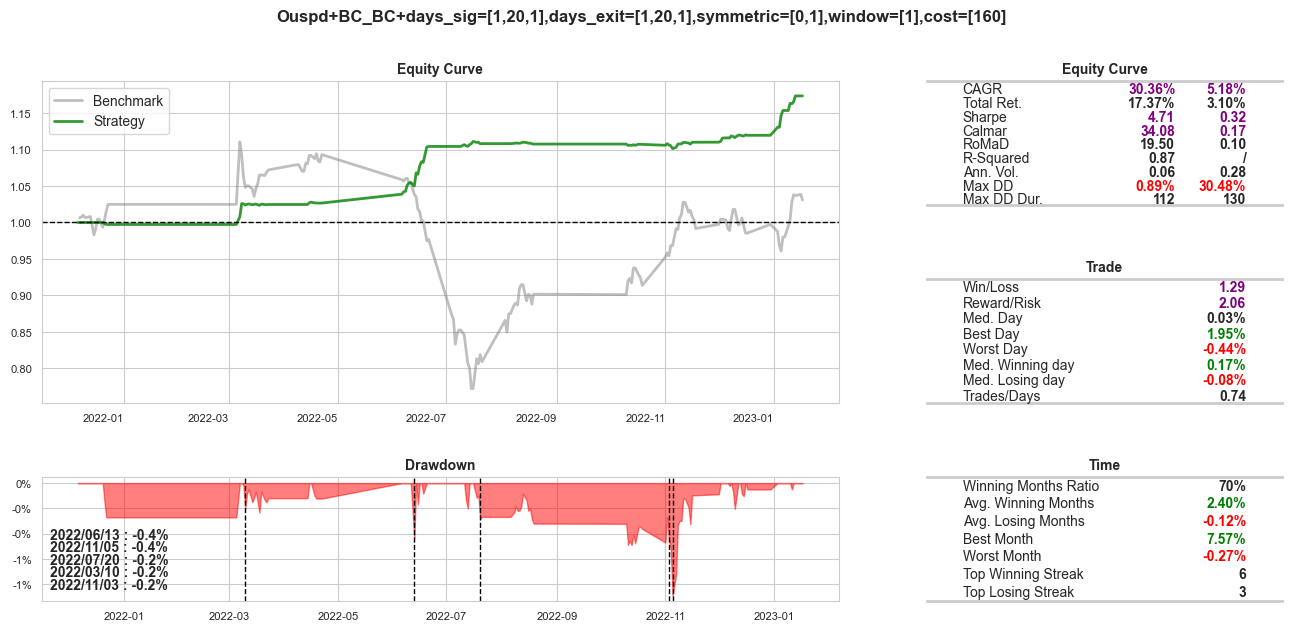 Ouspd+BC_BC+days_sig=[1,20,1],days_exit=[1,20,1],symmetric=[0,1],window=[1],cost=[160]
Equity Curve
Benchmark
Strategy
1.15
1.10
1.05
1.00
0.95
0.90
0.85
0.80
2022-01
2022-03
2022-05
2022-07
2022-09
2022-11
2023-01
Equity Curve
CAGR 30.36% 5.18%
Total Ret. 17.37% 3.10%
Sharpe 4.71 0.32
Calmar 34.08 0.17
RoMaD 19.50 0.10
R-Squared 0.87 /
Ann. Vol. 0.06 0.28
Max DD 0.89% 30.48%
Max DD Dur. 112 130
Trade
Win/Loss 1.29
Reward/Risk 2.06
Med. Day 0.03%
Best Day 1.95%
Worst Day -0.44%
Med. Winning day 0.17%
Med. Losing day -0.08%
Trades/Days 0.74
Drawdown
0%
-0%
-0%
-1%
-1%
2022/06/13 : -0.4%
2022/11/05 : -0.4%
2022/07/20 : -0.2%
2022/03/10 : -0.2%
2022/11/03 : -0.2%
2022-01
2022-03
2022-05
2022-07
2022-09
2022-11
2023-01
Time
Winning Months Ratio 70%
Avg. Winning Months 2.40%
Avg. Losing Months -0.12%
Best Month 7.57%
Worst Month -0.27%
Top Winning Streak 6
Top Losing Streak 3